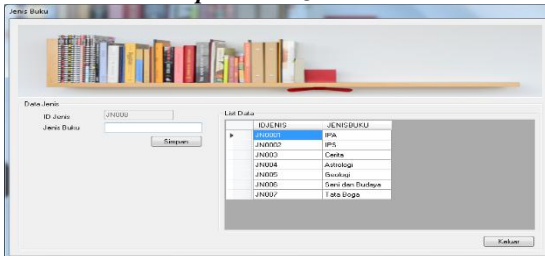 Jenis Buku
Data Jenis
ID Jenis JN008
Jenis Buku
Simpan
List Data
IDJENIS JENISBUKU
JN0001 IPA
JN0002 IPS
JN003 Cerita
JN004 Astrologi
JN005 Geologi
JN006 Seni dan Budaya
JN007 Tata Boga
Keluar